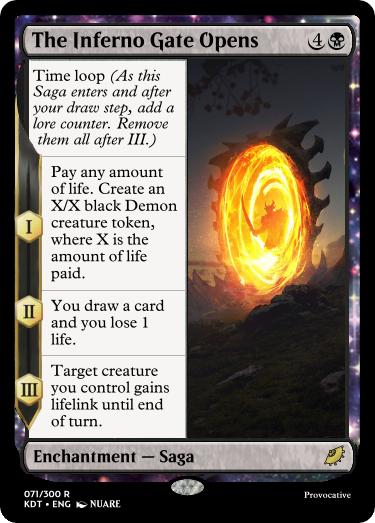 The Inferno Gate Opens 4
Time loop (As this
Saga enters and after
your draw step, add a
lore counter. Remove
them all after III.)
I
Pay any amount
of life. Create an
X/X black Demon
creature token,
where X is the
amount of life
paid.
II
You draw a card
and you lose 1
life.
III
Target creature
you control gains
lifelink until end
of turn.
Enchantment — Saga
071/300 R
KDT • ENG NUARE
Provocative